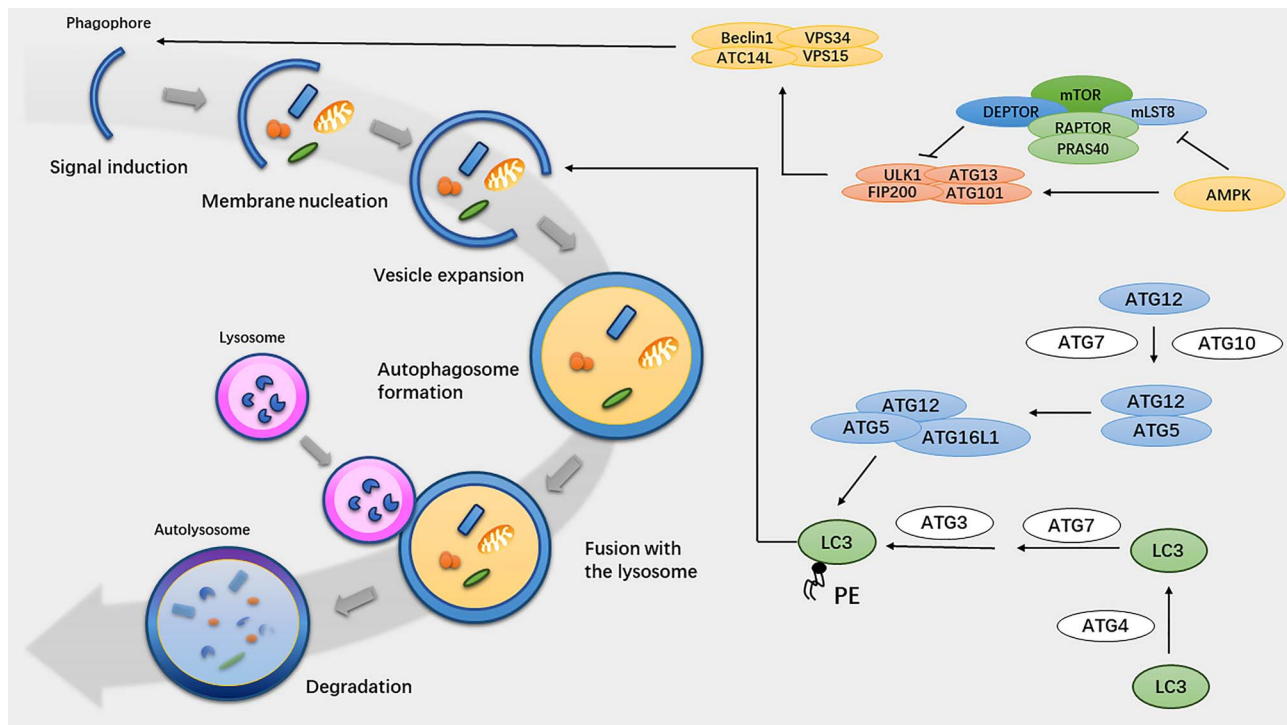 Phagophore
Signal induction
Membrane nucleation
Vesicle expansion
Autophagosome
formation
Lysosome
Fusion with
the lysosome
Autolysosome
Degradation
Beclin1
VPS34
ATC14L
VPS15
mTOR
DEPTOR
mLST8
RAPTOR
PRAS40
ULK1
ATG13
FIP200
ATG101
AMPK
ATG12
ATG7
ATG10
ATG12
ATG5
ATG12
ATG5
ATG16L1
LC3
PE
ATG3
ATG7
LC3
ATG4
LC3